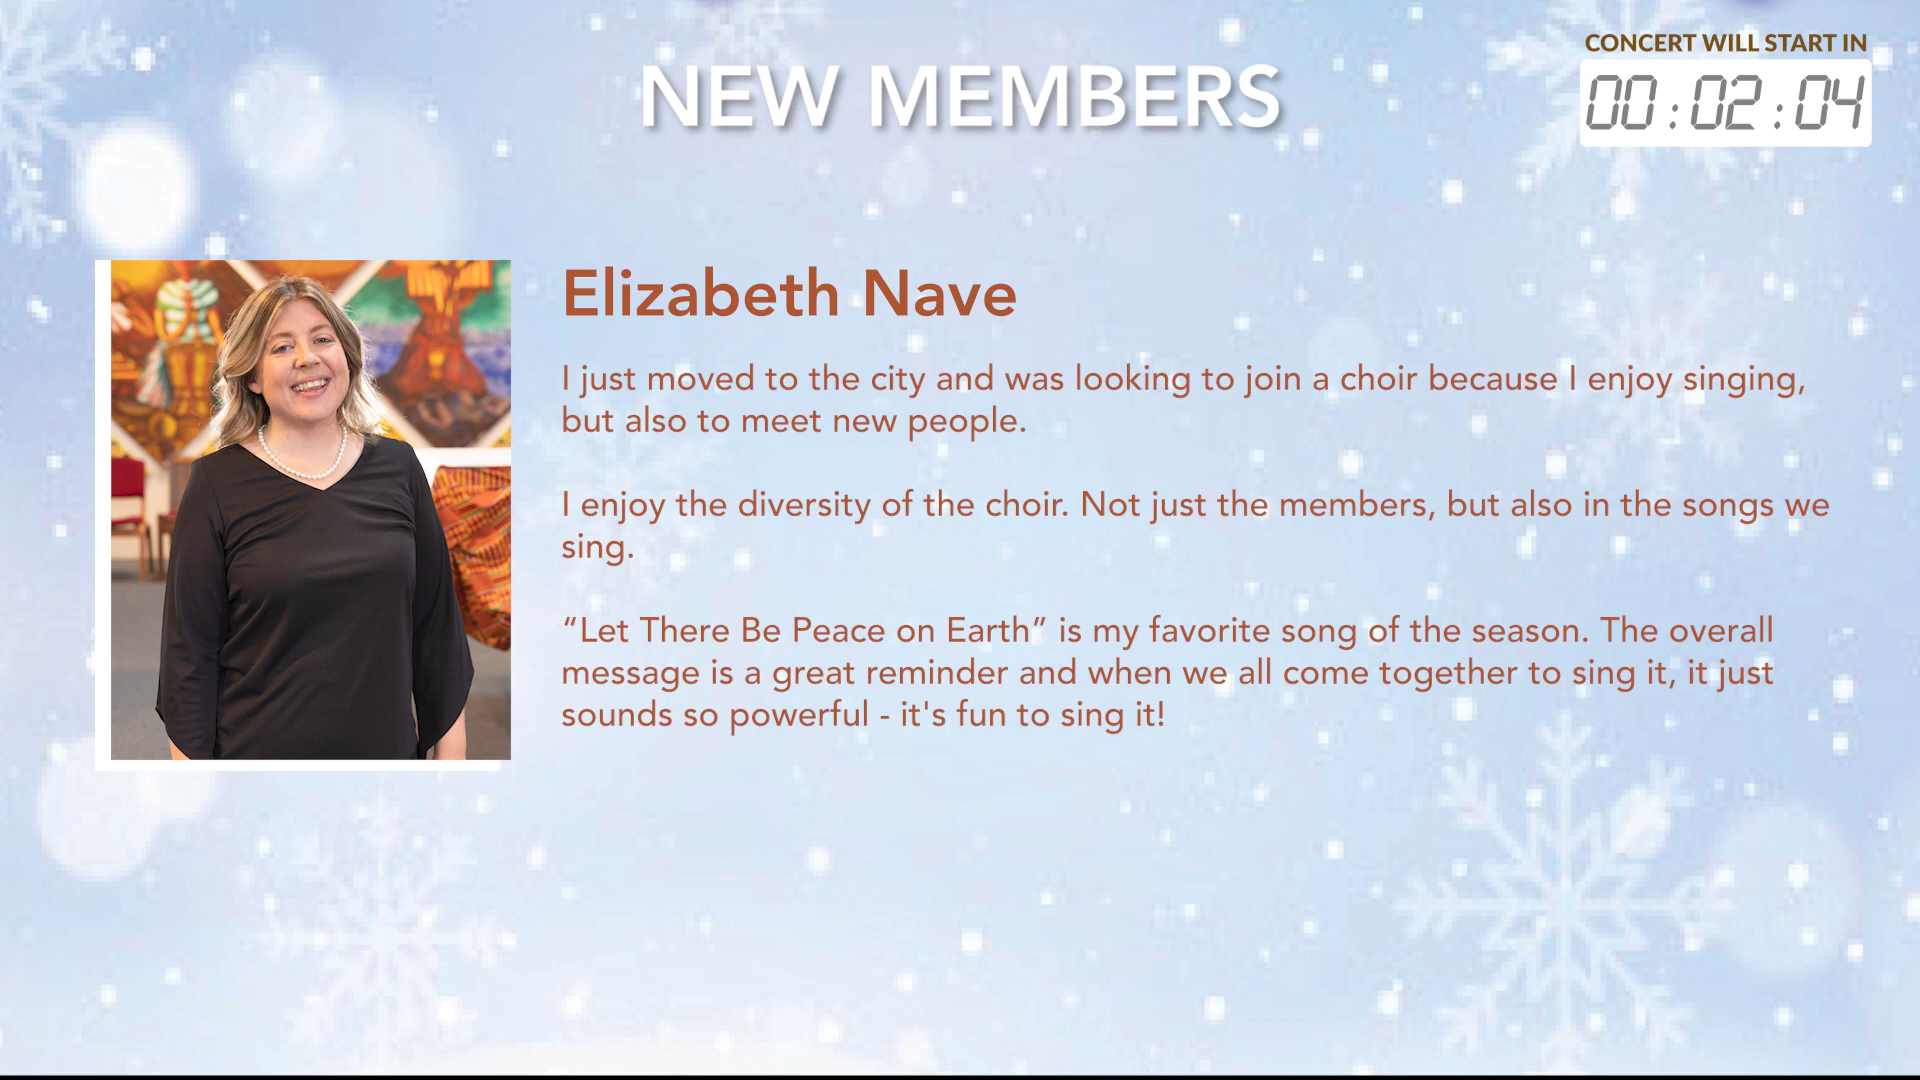 CONCERT WILL START IN
00:02:04
NEW MEMBERS
Elizabeth Nave
I just moved to the city and was looking to join a choir because I enjoy singing,
but also to meet new people.
I enjoy the diversity of the choir. Not just the members, but also in the songs we
sing.
“Let There Be Peace on Earth” is my favorite song of the season. The overall
message is a great reminder and when we all come together to sing it, it just
sounds so powerful - it's fun to sing it!